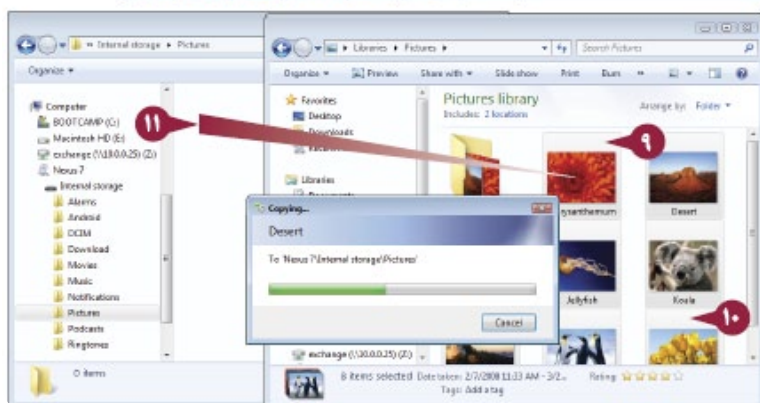 Internal storage ▸ Pictures
Organize
Computer
BOOTCAMP (C:)
Macintosh HD (E:)
exchange (\\10.0.0.25) (Z:)
Nexus 7
Internal storage
Alarms
Android
DCIM
Download
Movies
Music
Notifications
Pictures
Podcasts
Ringtones
0 items
١١
Libraries ▸ Pictures ▸
Search Pictures
Organize
Preview
Share with
Slide show
Print
Burn
Favorites
Desktop
Downloads
Libraries
Documents
exchange (\\10.0.0.25) (Z:)
Pictures library
Includes: 2 locations
Arrange by: Folder
٩
Chrysanthemum
Desert
Jellyfish
Koala
١٠
Copying...
Desert
To 'Nexus 7\Internal storage\Pictures'
Cancel
8 items selected
Date taken: 2/7/2008 11:33 AM - 3/2...
Rating:
Tags: Add a tag